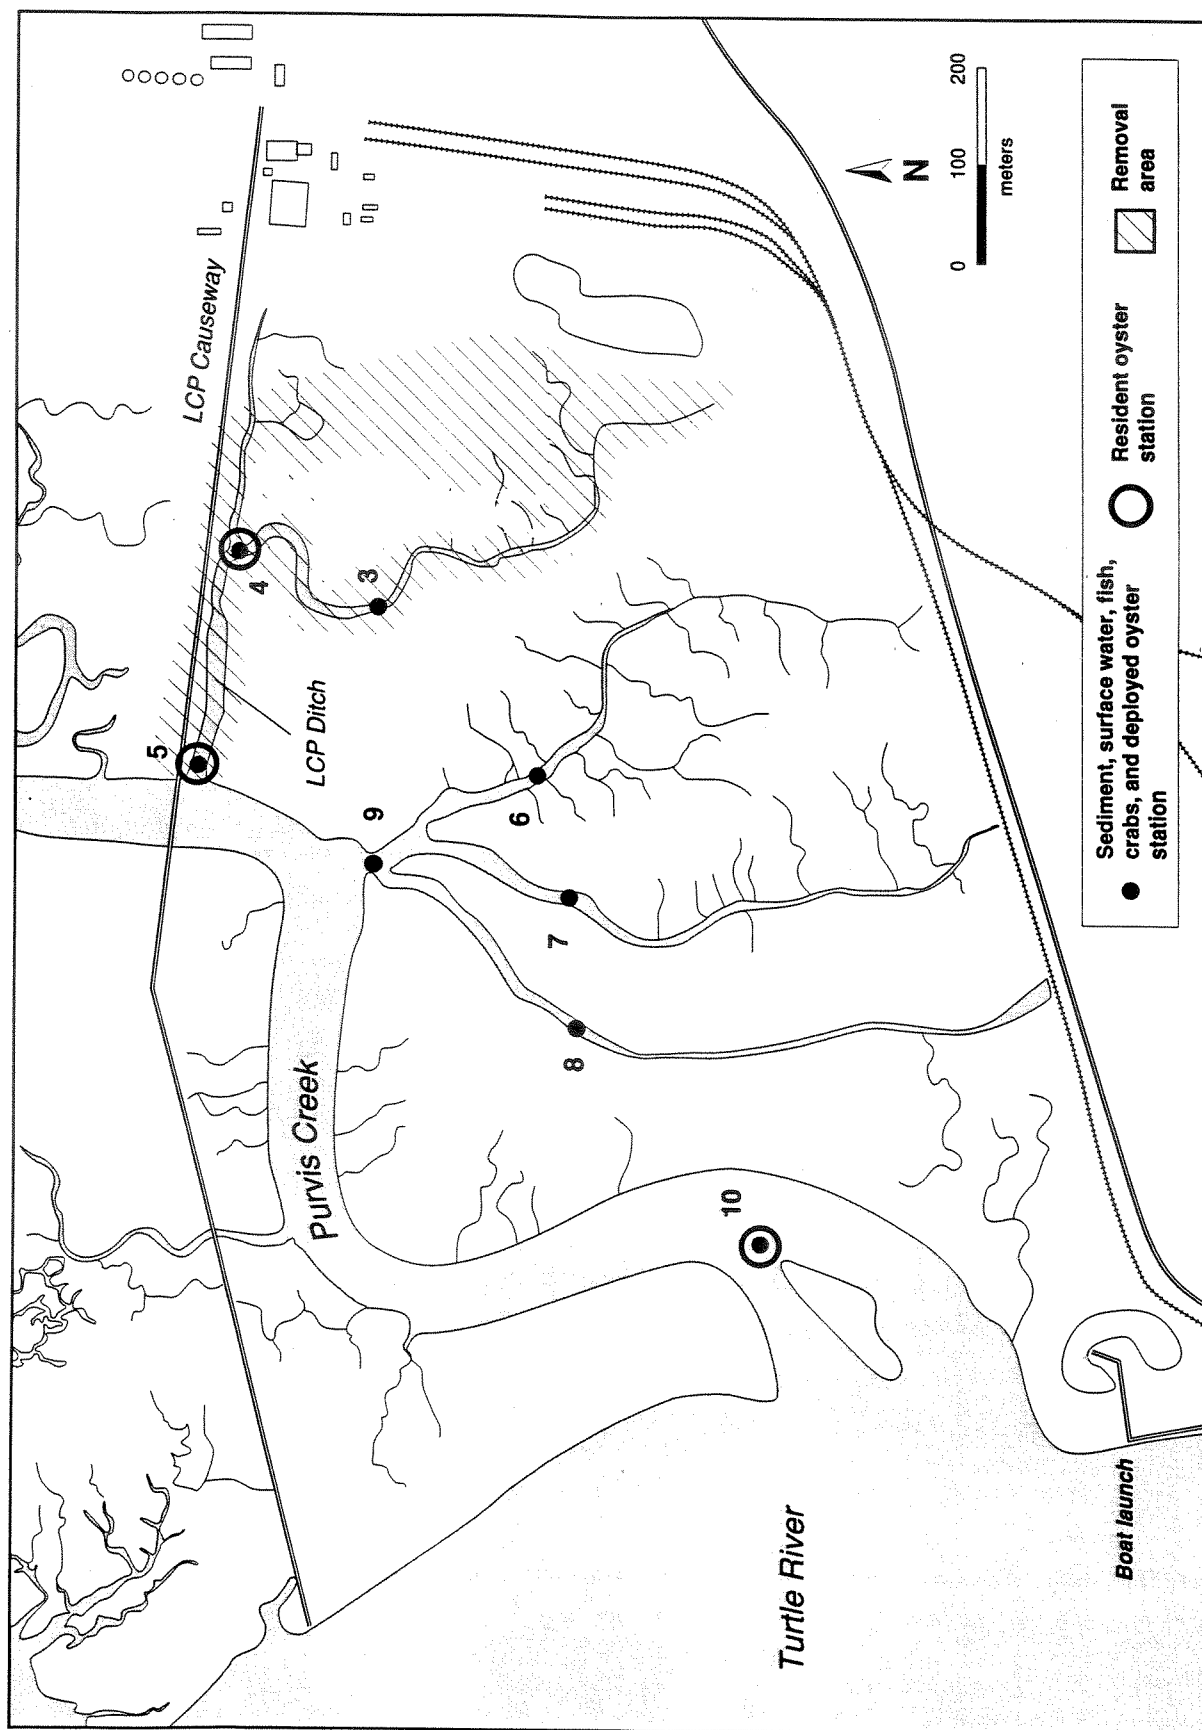 LCP Causeway
5
4
3
LCP Ditch
9
6
7
8
Purvis Creek
10
Turtle River
Boat launch
N
0 100 200
meters
Sediment, surface water, fish,
crabs, and deployed oyster
station
Resident oyster
station
Removal
area